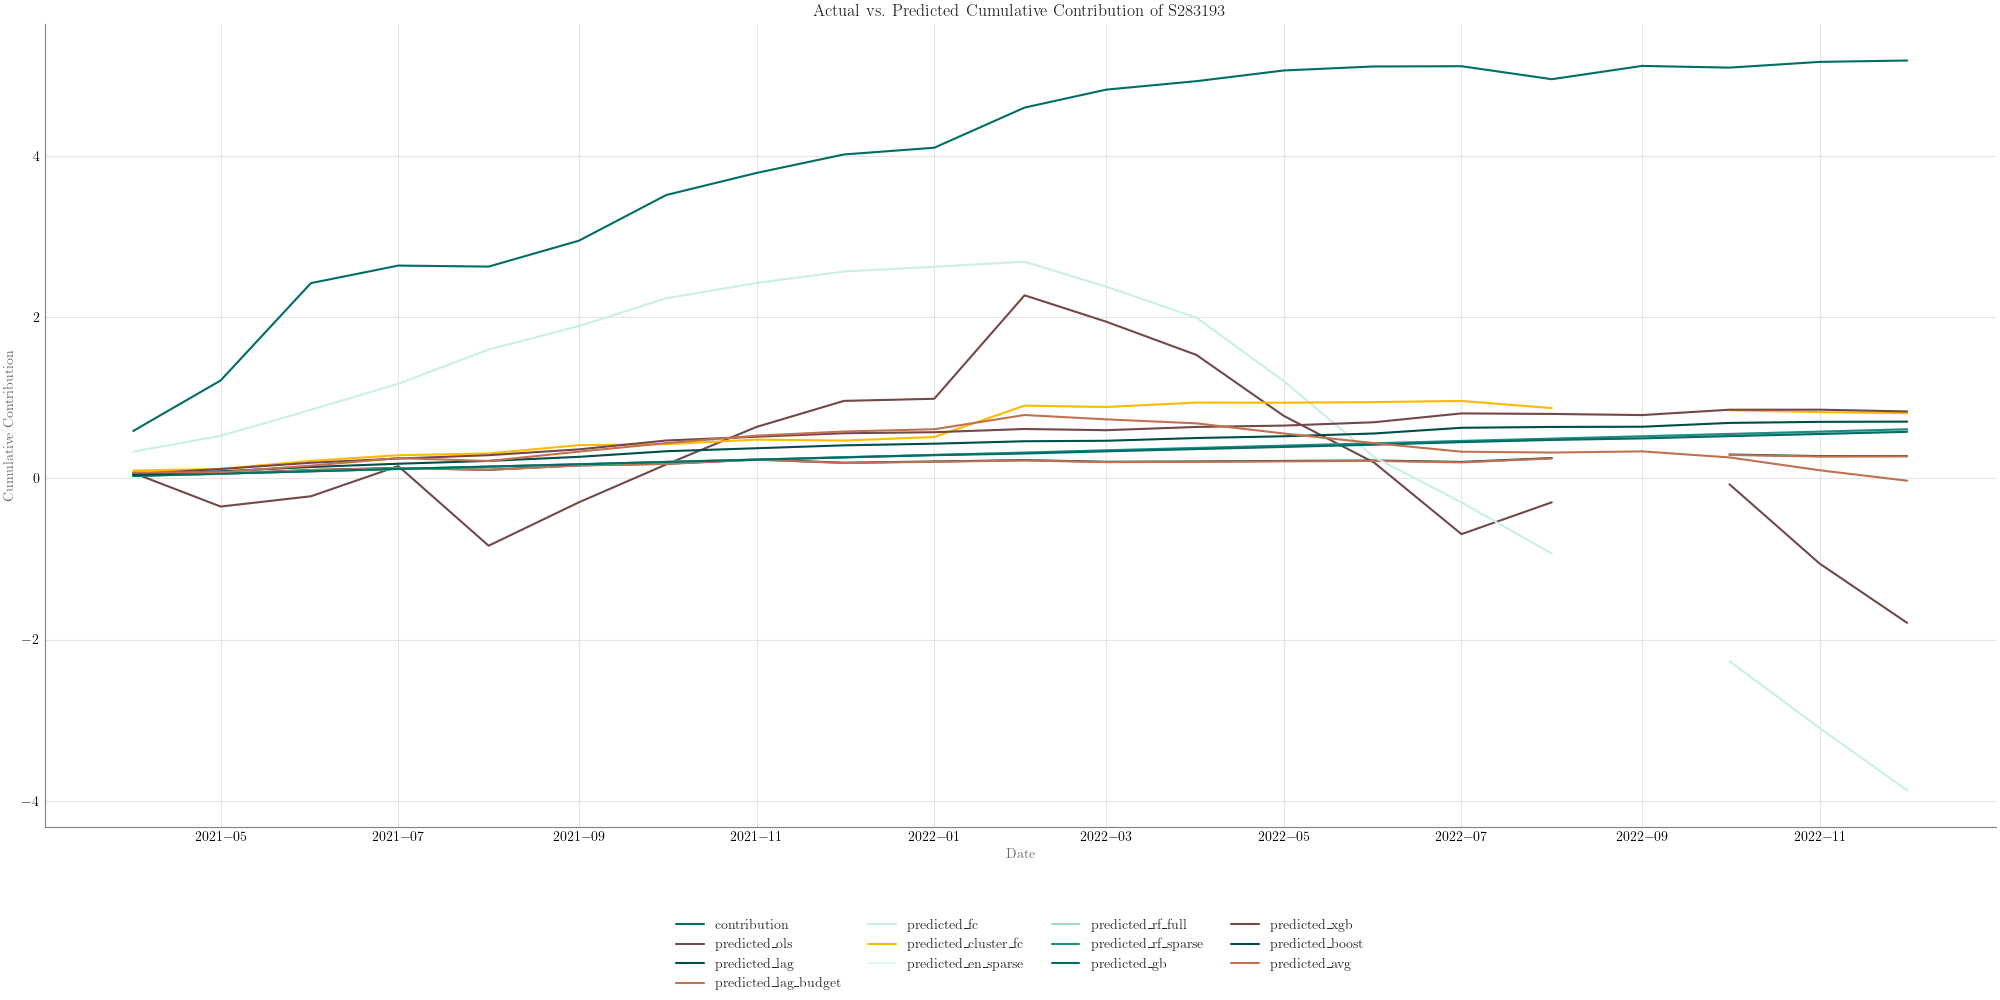 Actual vs. Predicted Cumulative Contribution of S283193
Cumulative Contribution
4
2
0
−2
−4
2021−05 2021−07 2021−09 2021−11 2022−01 2022−03 2022−05 2022−07 2022−09 2022−11
Date
contribution predicted_fc predicted_rf_full predicted_xgb
predicted_ols predicted_cluster_fc predicted_rf_sparse predicted_boost
predicted_lag predicted_en_sparse predicted_gb predicted_avg
predicted_lag_budget